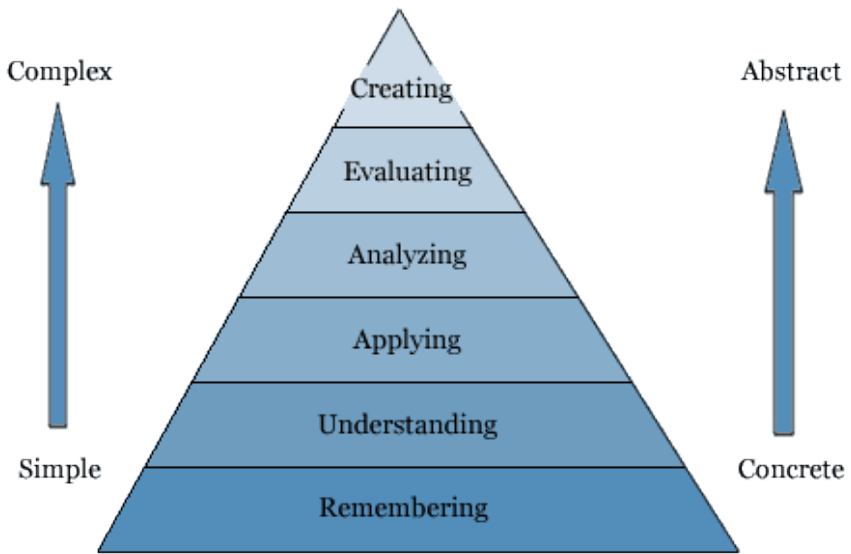 Complex
Abstract
Creating
Evaluating
Analyzing
Applying
Understanding
Simple
Concrete
Remembering